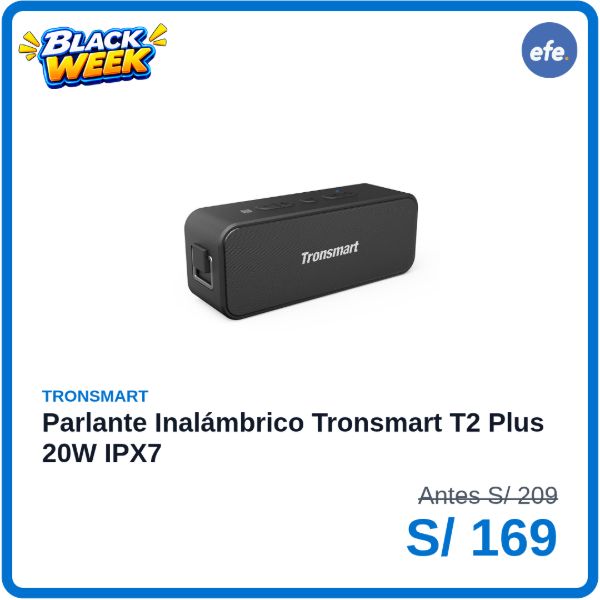 BLACK
WEEK
efe.
Tronsmart
TRONSMART
Parlante Inalámbrico Tronsmart T2 Plus
20W IPX7
Antes S/ 209
S/ 169